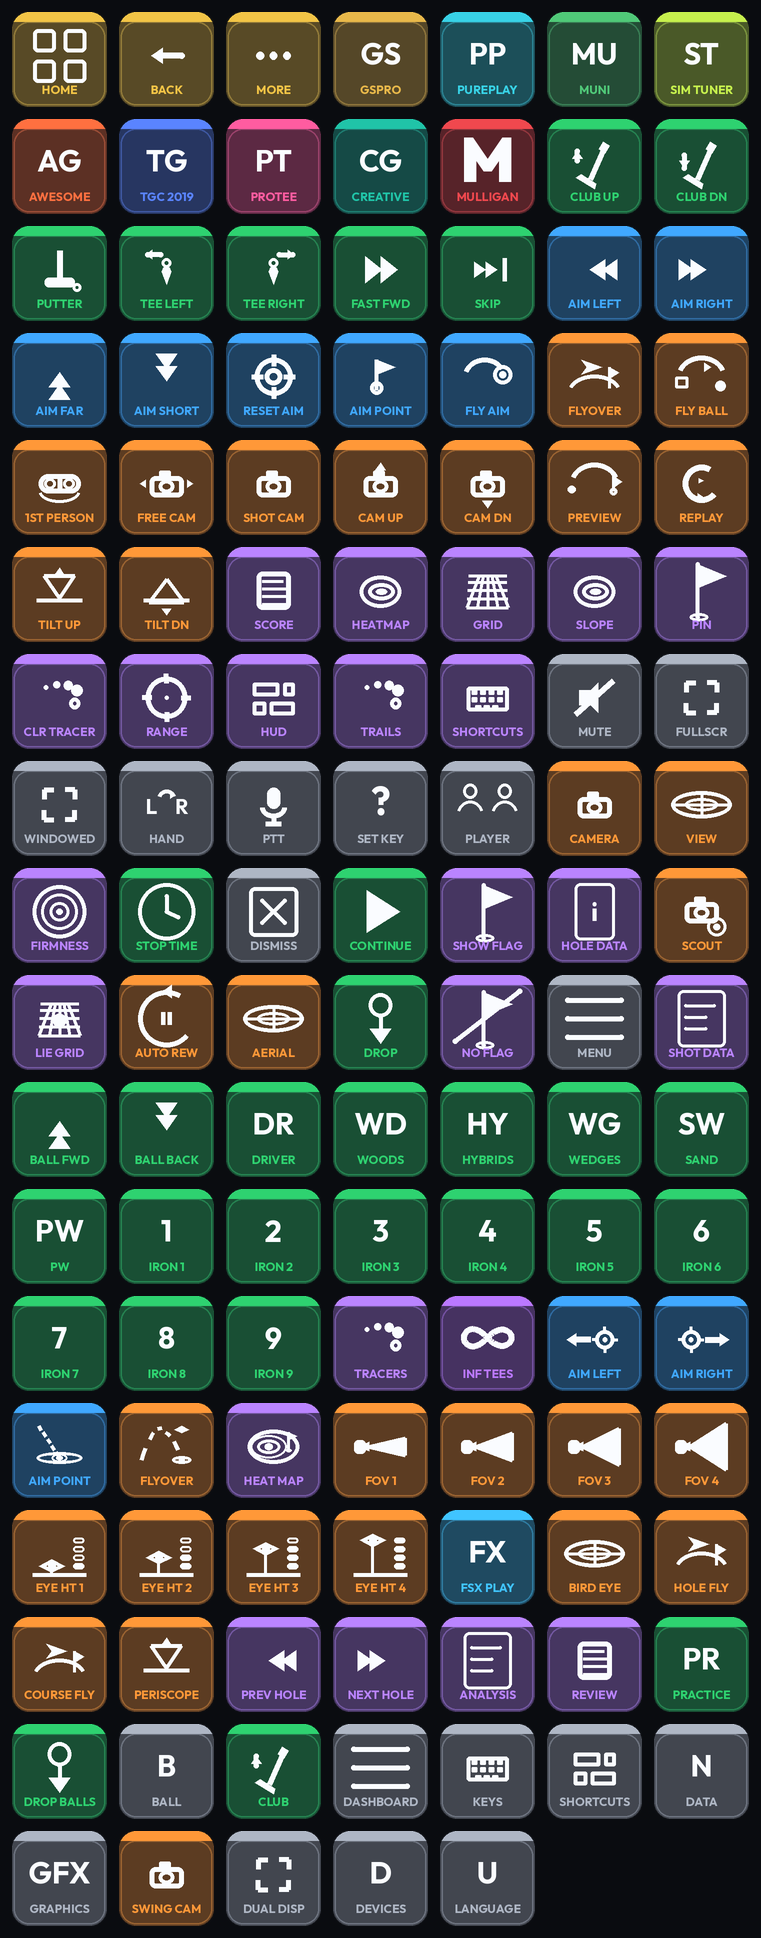 HOME
BACK
MORE
GS
GSPRO
PP
PUREPLAY
MU
MUNI
ST
SIM TUNER
AG
AWESOME
TG
TGC 2019
PT
PROTEE
CG
CREATIVE
M
MULLIGAN
CLUB UP
CLUB DN
PUTTER
TEE LEFT
TEE RIGHT
FAST FWD
SKIP
AIM LEFT
AIM RIGHT
AIM FAR
AIM SHORT
RESET AIM
AIM POINT
FLY AIM
FLYOVER
FLY BALL
1ST PERSON
FREE CAM
SHOT CAM
CAM UP
CAM DN
PREVIEW
REPLAY
TILT UP
TILT DN
SCORE
HEATMAP
GRID
SLOPE
PIN
CLR TRACER
RANGE
HUD
TRAILS
SHORTCUTS
MUTE
FULLSCR
WINDOWED
L R
HAND
PTT
?
SET KEY
PLAYER
CAMERA
VIEW
FIRMNESS
STOP TIME
DISMISS
CONTINUE
SHOW FLAG
i
HOLE DATA
SCOUT
LIE GRID
AUTO REW
AERIAL
DROP
NO FLAG
MENU
SHOT DATA
BALL FWD
BALL BACK
DR
DRIVER
WD
WOODS
HY
HYBRIDS
WG
WEDGES
SW
SAND
PW
PW
1
IRON 1
2
IRON 2
3
IRON 3
4
IRON 4
5
IRON 5
6
IRON 6
7
IRON 7
8
IRON 8
9
IRON 9
TRACERS
INF TEES
AIM LEFT
AIM RIGHT
AIM POINT
FLYOVER
HEAT MAP
FOV 1
FOV 2
FOV 3
FOV 4
EYE HT 1
EYE HT 2
EYE HT 3
EYE HT 4
FX
FSX PLAY
BIRD EYE
HOLE FLY
COURSE FLY
PERISCOPE
PREV HOLE
NEXT HOLE
ANALYSIS
REVIEW
PR
PRACTICE
DROP BALLS
B
BALL
CLUB
DASHBOARD
KEYS
SHORTCUTS
N
DATA
GFX
GRAPHICS
SWING CAM
DUAL DISP
D
DEVICES
U
LANGUAGE